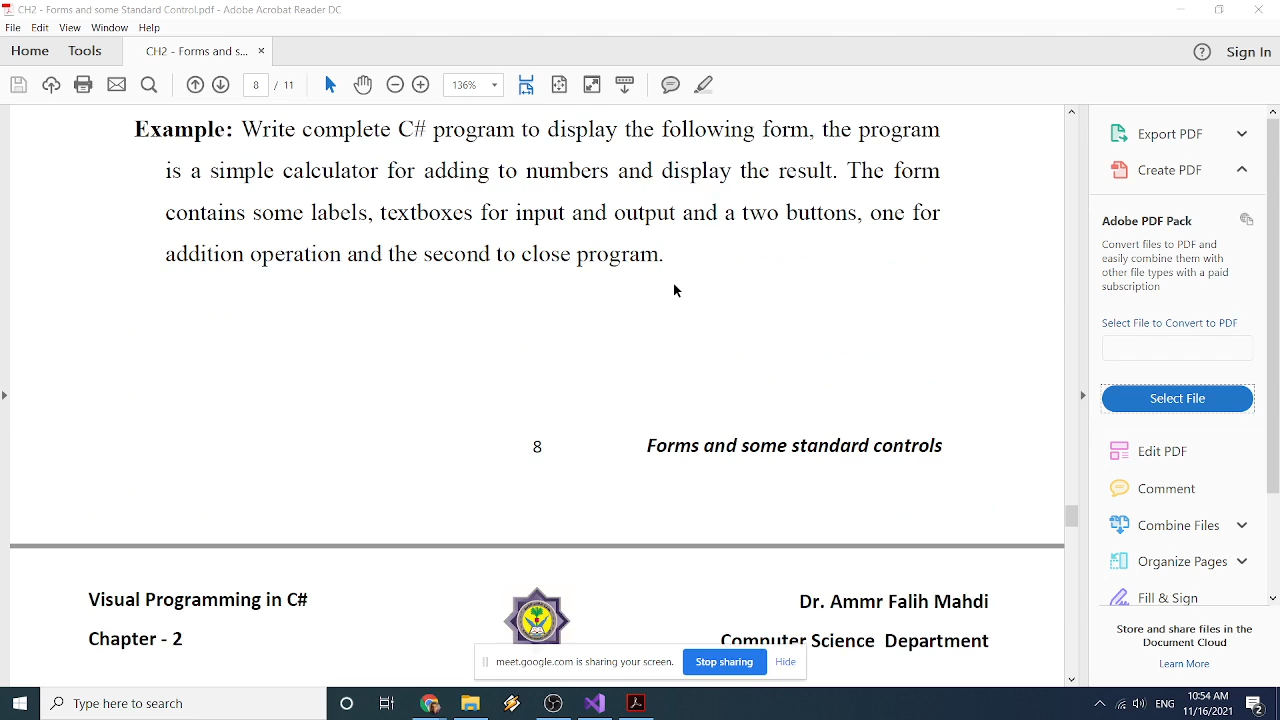 CH2 - Forms and some Standard Control.pdf - Adobe Acrobat Reader DC
File Edit View Window Help
Home Tools CH2 - Forms and s... × Sign In
8 / 11 136%
Example: Write complete C# program to display the following form, the program
is a simple calculator for adding to numbers and display the result. The form
contains some labels, textboxes for input and output and a two buttons, one for
addition operation and the second to close program.
8 Forms and some standard controls
Visual Programming in C# Dr. Ammr Falih Mahdi
Chapter - 2 Computer Science Department
Export PDF
Create PDF
Adobe PDF Pack
Convert files to PDF and
easily combine them with
other file types with a paid
subscription
Select File to Convert to PDF
Select File
Edit PDF
Comment
Combine Files
Organize Pages
Fill & Sign
Store and share files in the
Document Cloud
Learn More
meet.google.com is sharing your screen. Stop sharing Hide
Type here to search
ENG
10:54 AM
11/16/2021
2